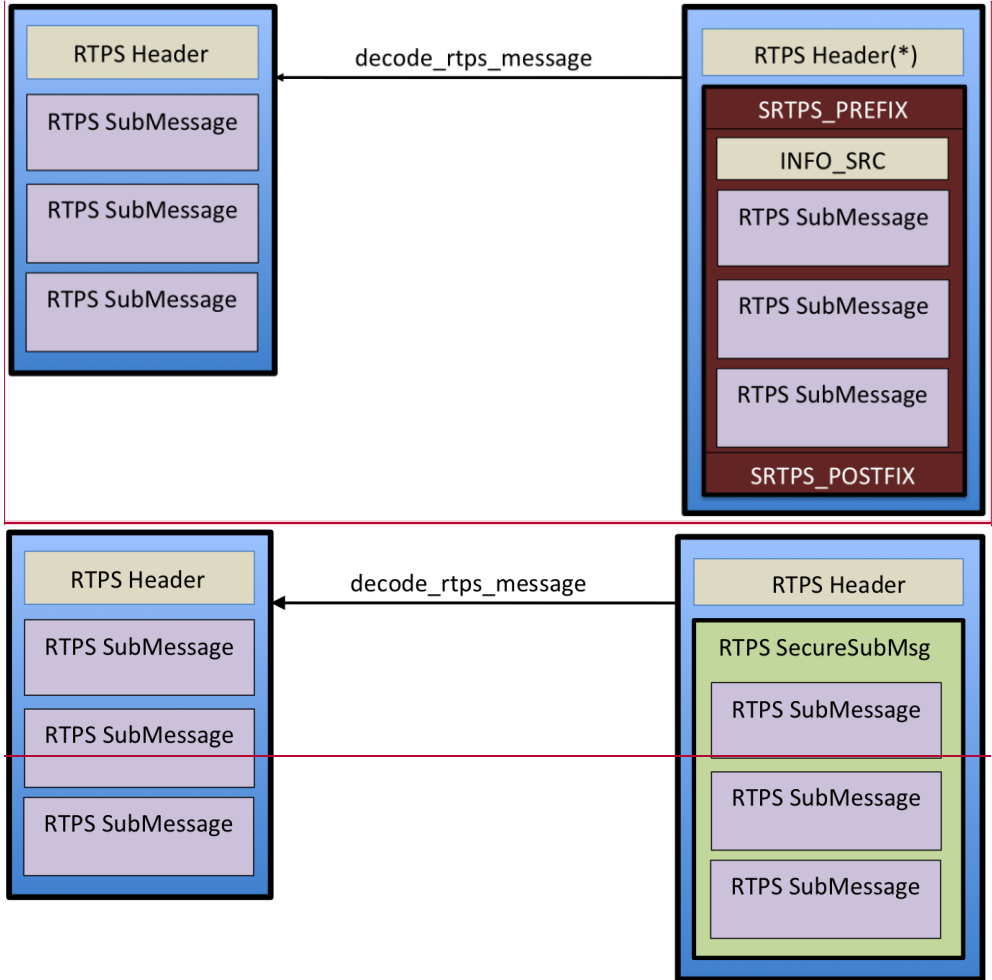 RTPS Header
decode_rtps_message
RTPS Header(*)
SRTPS_PREFIX
RTPS SubMessage
INFO_SRC
RTPS SubMessage
RTPS SubMessage
RTPS SubMessage
RTPS SubMessage
RTPS SubMessage
SRTPS_POSTFIX
RTPS Header
decode_rtps_message
RTPS Header
RTPS SubMessage
RTPS SecureSubMsg
RTPS SubMessage
RTPS SubMessage
RTPS SubMessage
RTPS SubMessage
RTPS SubMessage